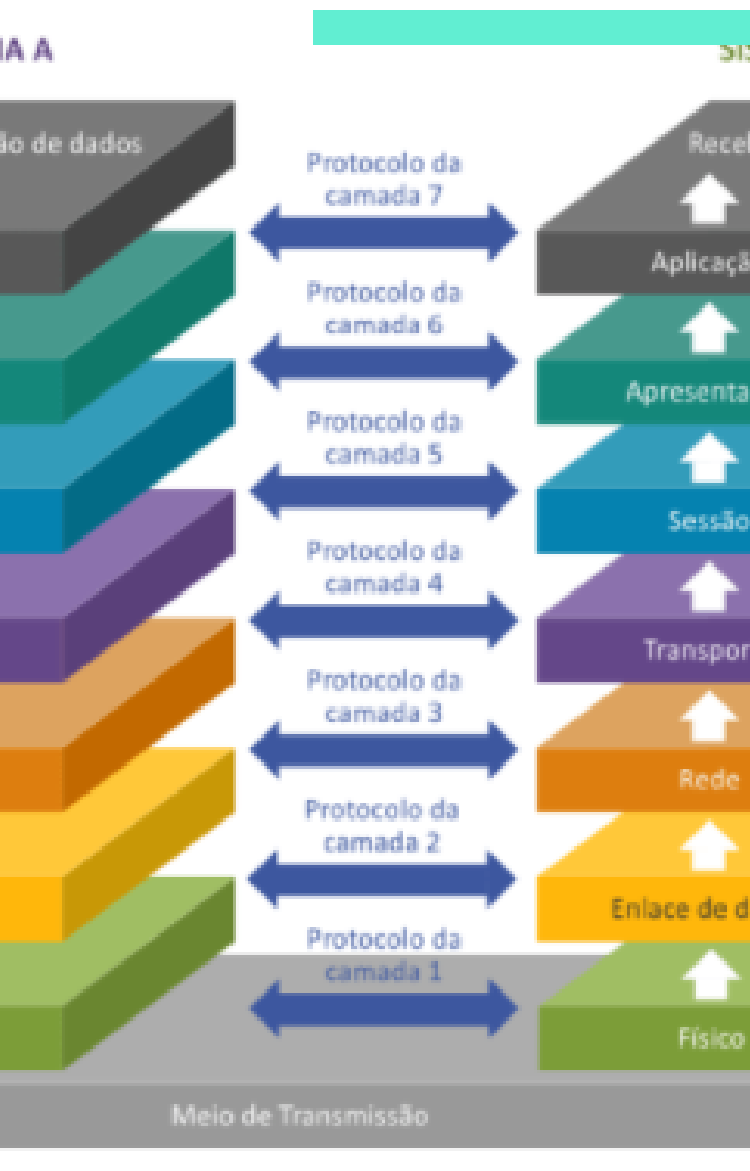 A A
ão de dados
Protocolo da
camada 7
Aplicaçã
Protocolo da
camada 6
Apresenta
Protocolo da
camada 5
Sessão
Protocolo da
camada 4
Transpor
Protocolo da
camada 3
Rede
Protocolo da
camada 2
Enlace de d
Protocolo da
camada 1
Físico
Meio de Transmissão